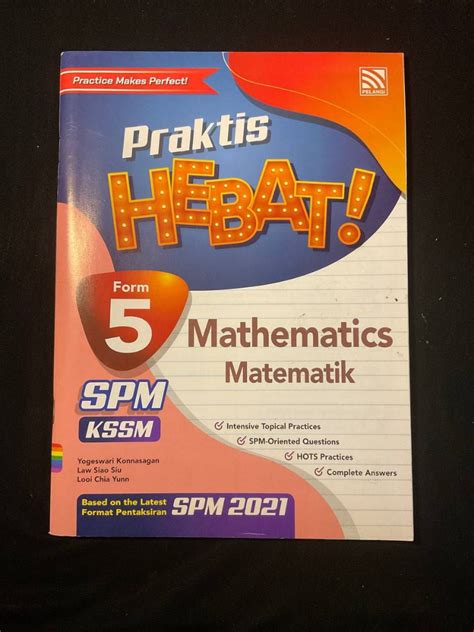 Practice Makes Perfect!
PELANGI
Praktis
HEBAT!
Form
5
Mathematics
Matematik
SPM
KSSM
Intensive Topical Practices
SPM-Oriented Questions
HOTS Practices
Complete Answers
Yogeswari Konnasagan
Law Siao Siu
Looi Chia Yunn
Based on the Latest
Format Pentaksiran SPM 2021